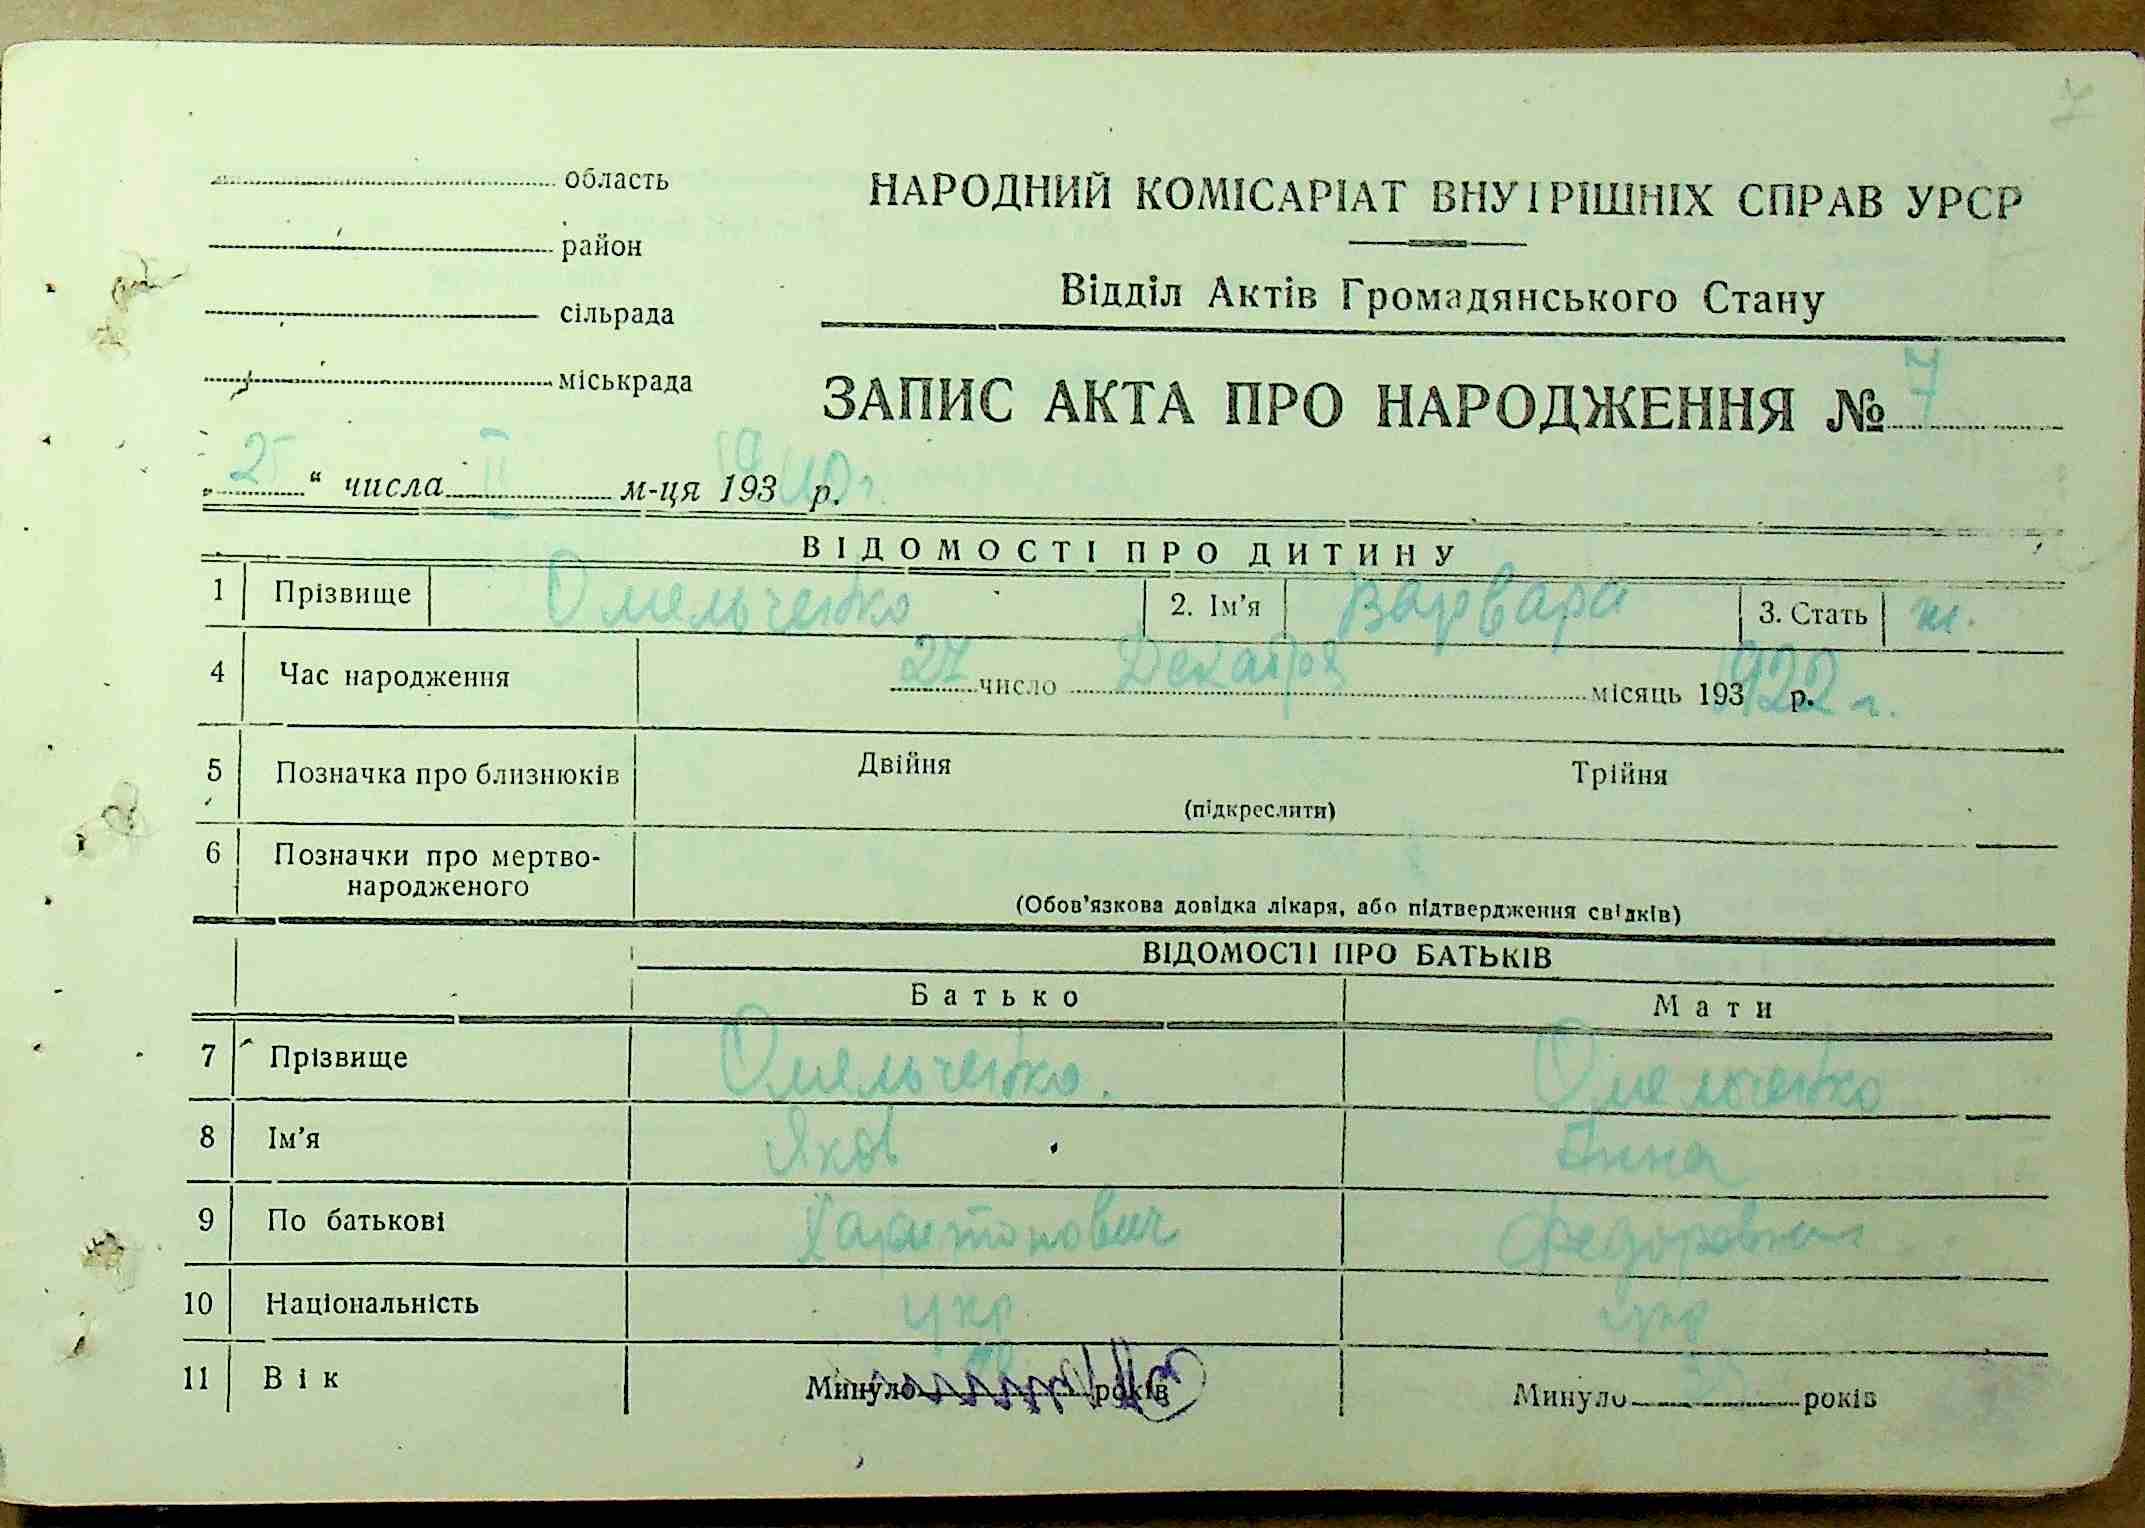 7
область
район
сільрада
міськрада
НАРОДНИЙ КОМІСАРІАТ ВНУТРІШНІХ СПРАВ УРСР
Відділ Актів Громадянського Стану
ЗАПИС АКТА ПРО НАРОДЖЕННЯ № 7
„ 25 “ числа II м-ця 193 1940 р. г.
ВІДОМОСТІ ПРО ДИТИНУ
1 Прізвище Омельченко 2. Ім’я Варвара 3. Стать ж.
4 Час народження 27 число Декабря місяць 193 1922 р. г.
5 Позначка про близнюків Двійня Трійня
(підкреслити)
6 Позначки про мертво-
народженого
(Обов’язкова довідка лікаря, або підтвердження свідків)
ВІДОМОСТІ ПРО БАТЬКІВ
Батько Мати
7 Прізвище Омельченко. Омельченко
8 Ім’я Яков Анна
9 По батькові Харитонович Федоровна
10 Національність укр укр
11 Вік Минуло років Минуло років